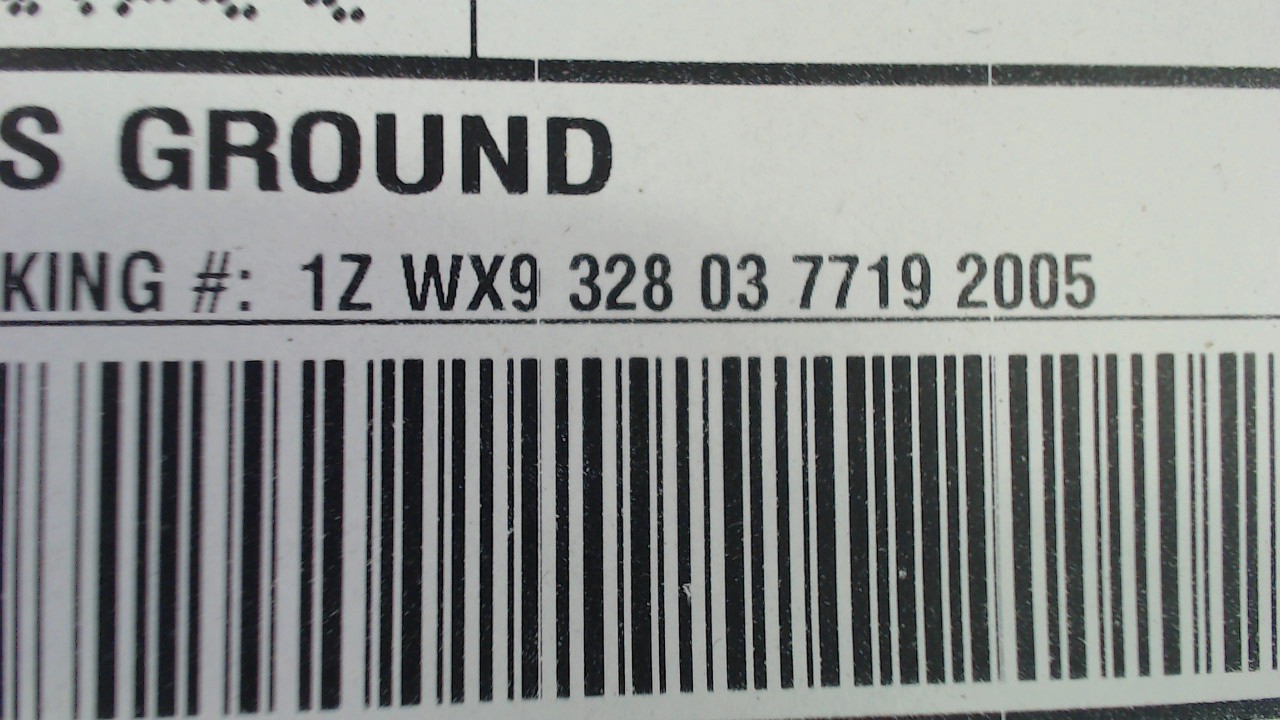 S GROUND
KING #: 1Z WX9 328 03 7719 2005